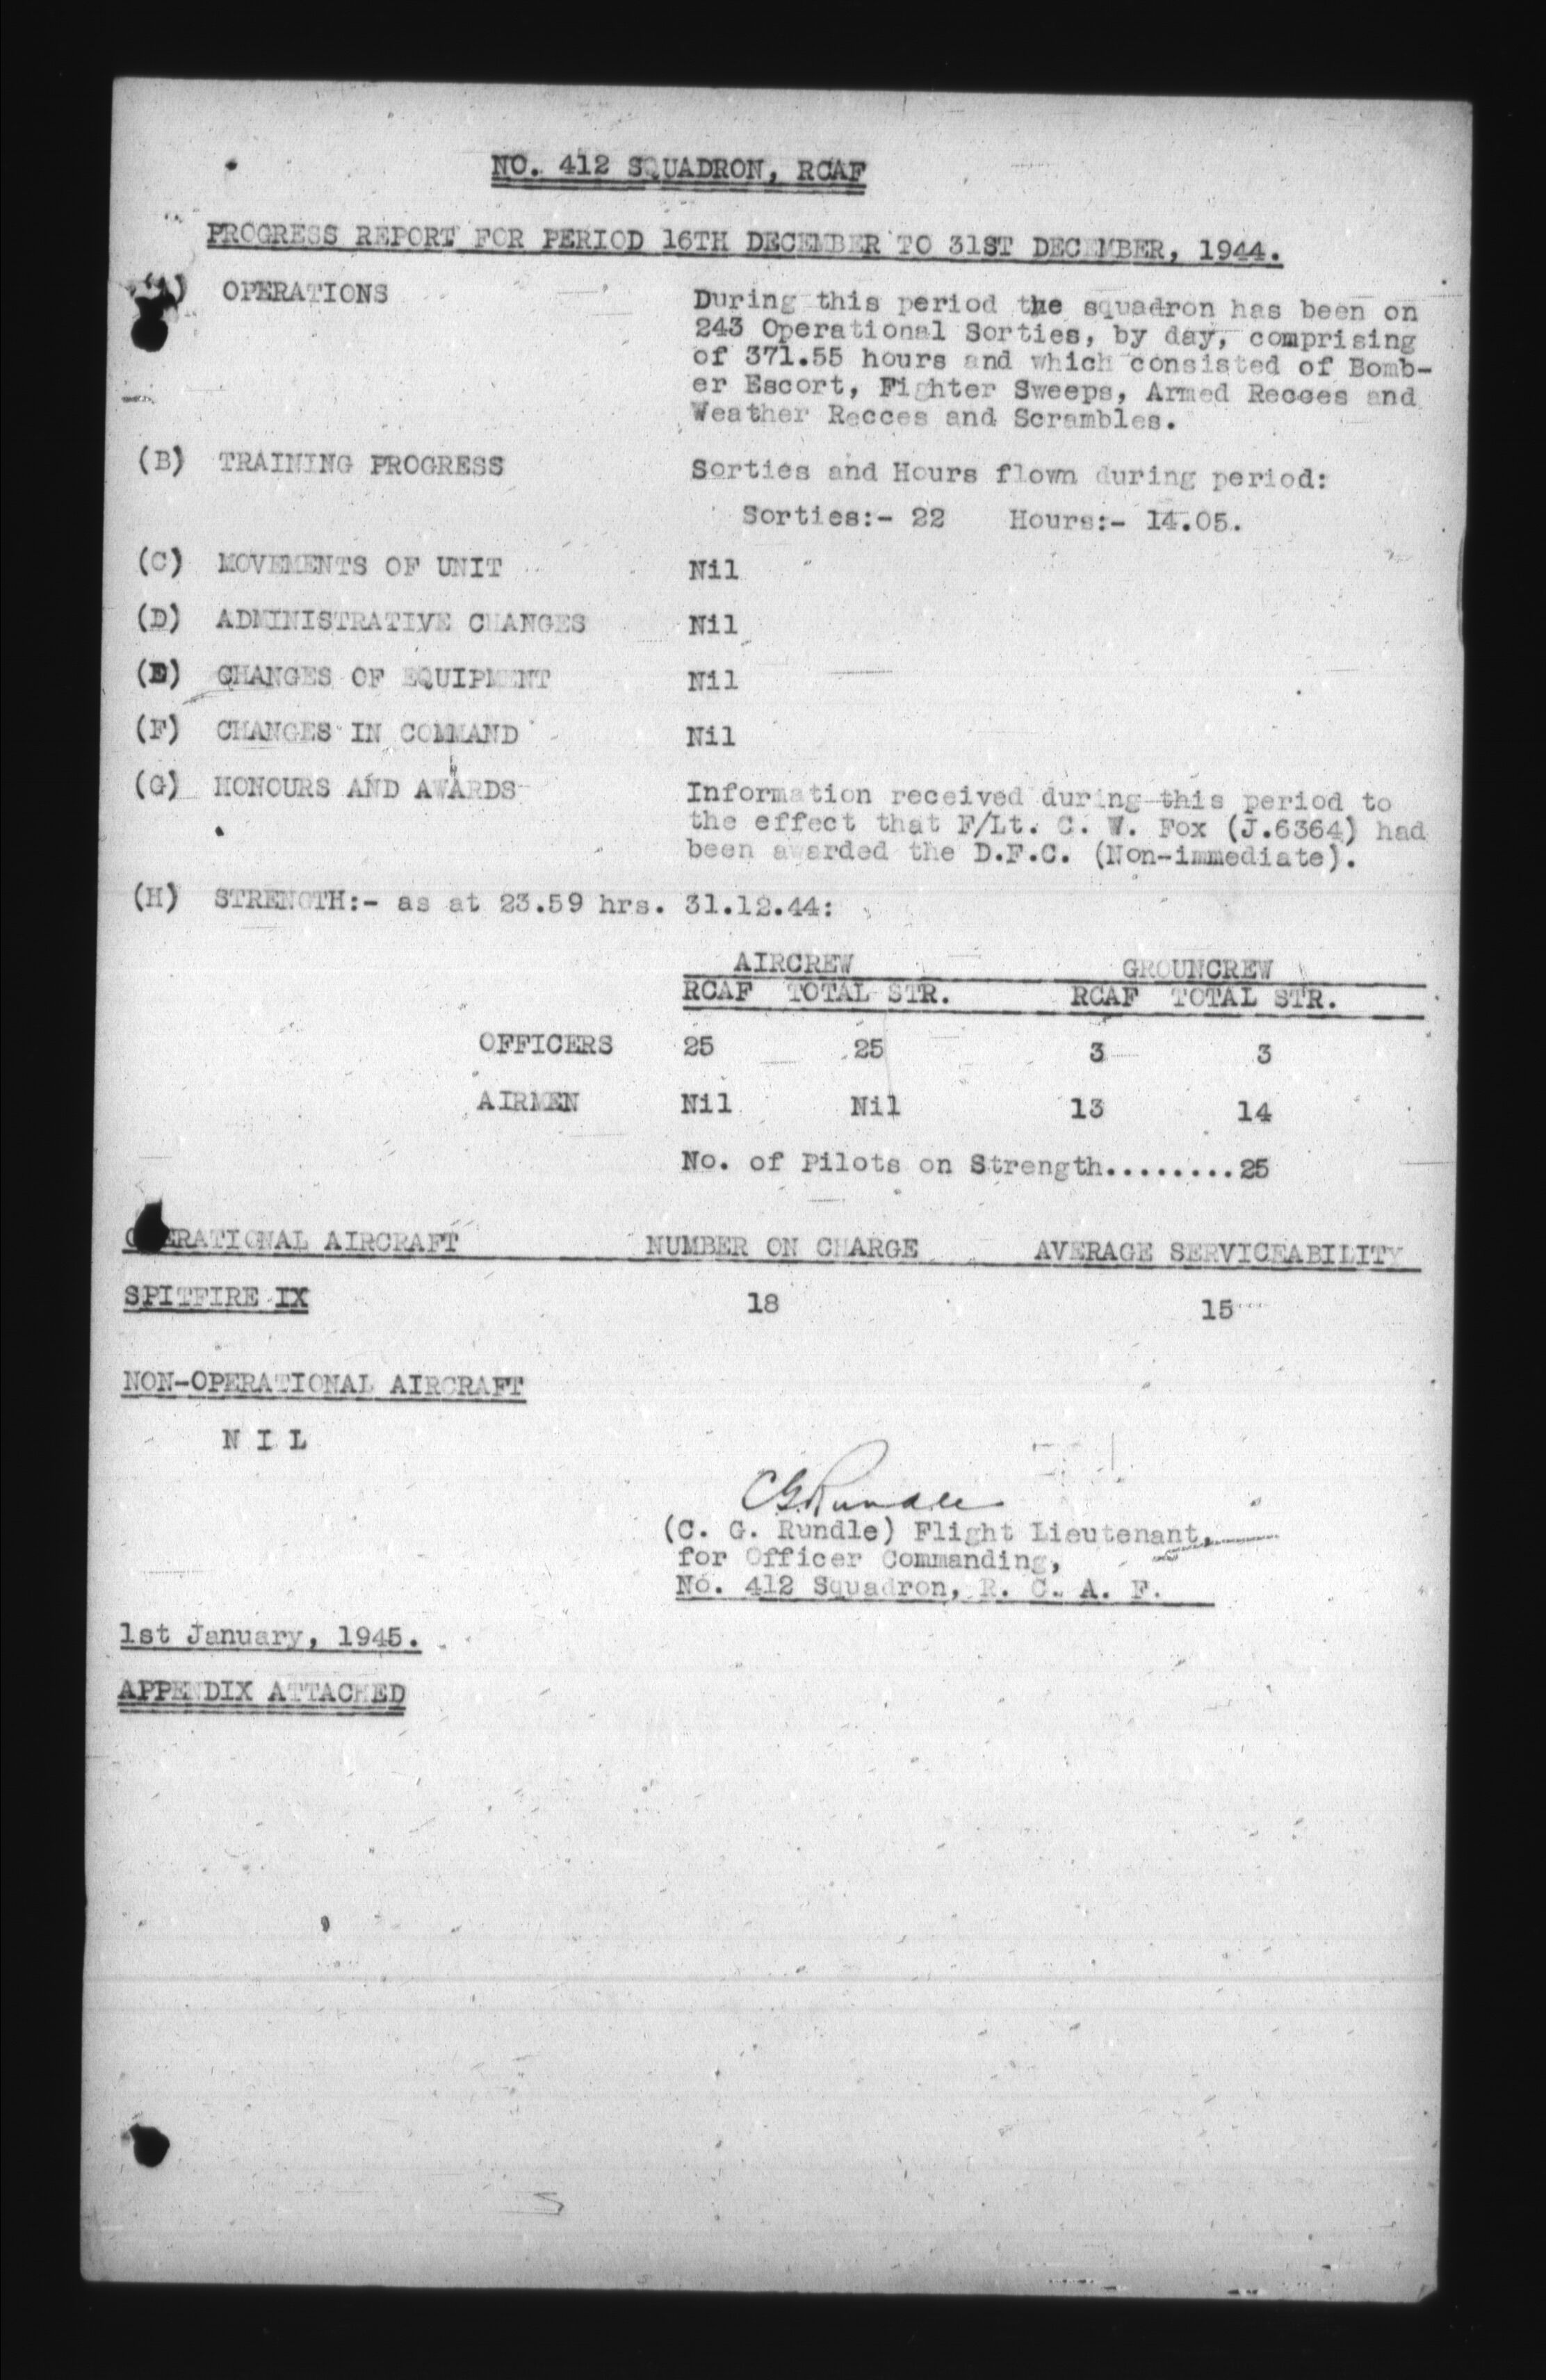 NO. 412 SQUADRON, RCAF
PROGRESS REPORT FOR PERIOD 16TH DECEMBER TO 31ST DECEMBER, 1944.
(A) OPERATIONS
During this period the squadron has been on
243 Operational Sorties, by day, comprising
of 371.55 hours and which consisted of Bomb-
er Escort, Fighter Sweeps, Armed Recces and
Weather Recces and Scrambles.
(B) TRAINING PROGRESS
Sorties and Hours flown during period:
Sorties:- 22 Hours:- 14.05.
(C) MOVEMENTS OF UNIT Nil
(D) ADMINISTRATIVE CHANGES Nil
(E) CHANGES OF EQUIPMENT Nil
(F) CHANGES IN COMMAND Nil
(G) HONOURS AND AWARDS
Information received during this period to
the effect that F/Lt. C. W. Fox (J.6364) had
been awarded the D.F.C. (Non-immediate).
(H) STRENGTH:- as at 23.59 hrs. 31.12.44:
AIRCREW GROUNCREW
RCAF TOTAL STR. RCAF TOTAL STR.
OFFICERS 25 25 3 3
AIRMEN Nil Nil 13 14
No. of Pilots on Strength........25
OPERATIONAL AIRCRAFT NUMBER ON CHARGE AVERAGE SERVICEABILITY
SPITFIRE IX 18 15
NON-OPERATIONAL AIRCRAFT
N I L
CGRundle
(C. G. Rundle) Flight Lieutenant,
for Officer Commanding,
No. 412 Squadron, R. C. A. F.
1st January, 1945.
APPENDIX ATTACHED